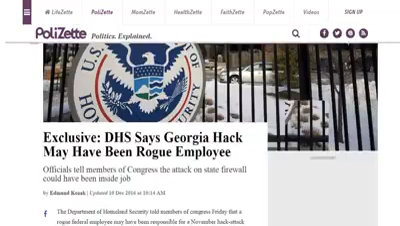 LifeZette PoliZette MomZette HealthZette FaithZette PopZette Videos SIGN UP
PoliZette Politics. Explained.
U.S.
SECURITY
Exclusive: DHS Says Georgia Hack
May Have Been Rogue Employee
Officials tell members of Congress the attack on state firewall
could have been inside job
by Edmund Kozak | Updated 19 Dec 2016 at 10:14 AM
The Department of Homeland Security told members of congress Friday that a
rogue federal employee may have been responsible for a November hack-attack